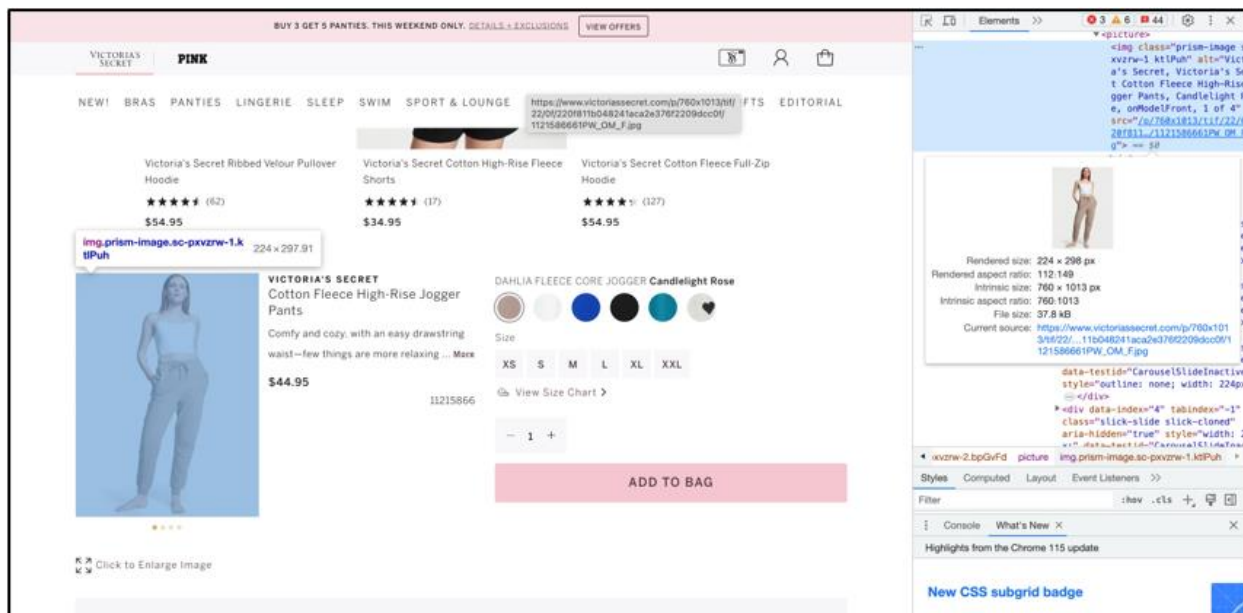 BUY 3 GET 5 PANTIES. THIS WEEKEND ONLY. DETAILS + EXCLUSIONS VIEW OFFERS
VICTORIA'S
SECRET
PINK
NEW! BRAS PANTIES LINGERIE SLEEP SWIM SPORT & LOUNGE FTS EDITORIAL
https://www.victoriassecret.com/p/760x1013/tif/
22/0f/220f811b048241aca2e376f2209dcc0f/
1121586661PW_OM_F.jpg
Victoria's Secret Ribbed Velour Pullover
Hoodie
(62)
$54.95
Victoria's Secret Cotton High-Rise Fleece
Shorts
(17)
$34.95
Victoria's Secret Cotton Fleece Full-Zip
Hoodie
(127)
$54.95
img.prism-image.sc-pxvzrw-1.k
tlPuh
224 × 297.91
VICTORIA'S SECRET
Cotton Fleece High-Rise Jogger
Pants
Comfy and cozy, with an easy drawstring
waist—few things are more relaxing ... More
$44.95
11215866
DAHLIA FLEECE CORE JOGGER Candlelight Rose
Size
XS S M L XL XXL
View Size Chart >
− 1 +
ADD TO BAG
Click to Enlarge Image
Elements >> 3 6 44
▼<picture>
<img class="prism-image s
xvzrw-1 ktlPuh" alt="Vict
a's Secret, Victoria's Se
t Cotton Fleece High-Rise
gger Pants, Candlelight
e, onModelFront, 1 of 4"
src="/p/760x1013/tif/22/
20f811…/1121586661PW_OM_F
g"> == $0
Rendered size: 224 × 298 px
Rendered aspect ratio: 112:149
Intrinsic size: 760 × 1013 px
Intrinsic aspect ratio: 760:1013
File size: 37.8 kB
Current source: https://www.victoriassecret.com/p/760x101
3/tif/22/…11b048241aca2e376f2209dcc0f/1
121586661PW_OM_F.jpg
data-testid="CarouselSlideInactive
style="outline: none; width: 224px
</div>
<div data-index="4" tabindex="-1"
class="slick-slide slick-cloned"
aria-hidden="true" style="width: 2
ixvzrw-2.bpGvFd picture img.prism-image.sc-pxvzrw-1.ktlPuh
Styles Computed Layout Event Listeners >>
Filter :hov .cls +
Console What's New ×
Highlights from the Chrome 115 update
New CSS subgrid badge